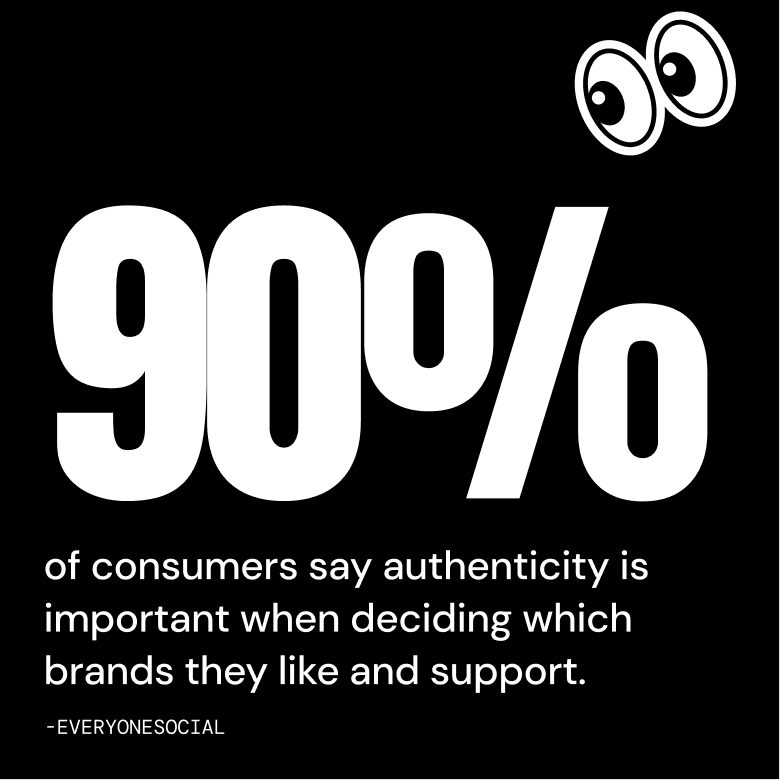 90%
of consumers say authenticity is
important when deciding which
brands they like and support.
-EVERYONESOCIAL